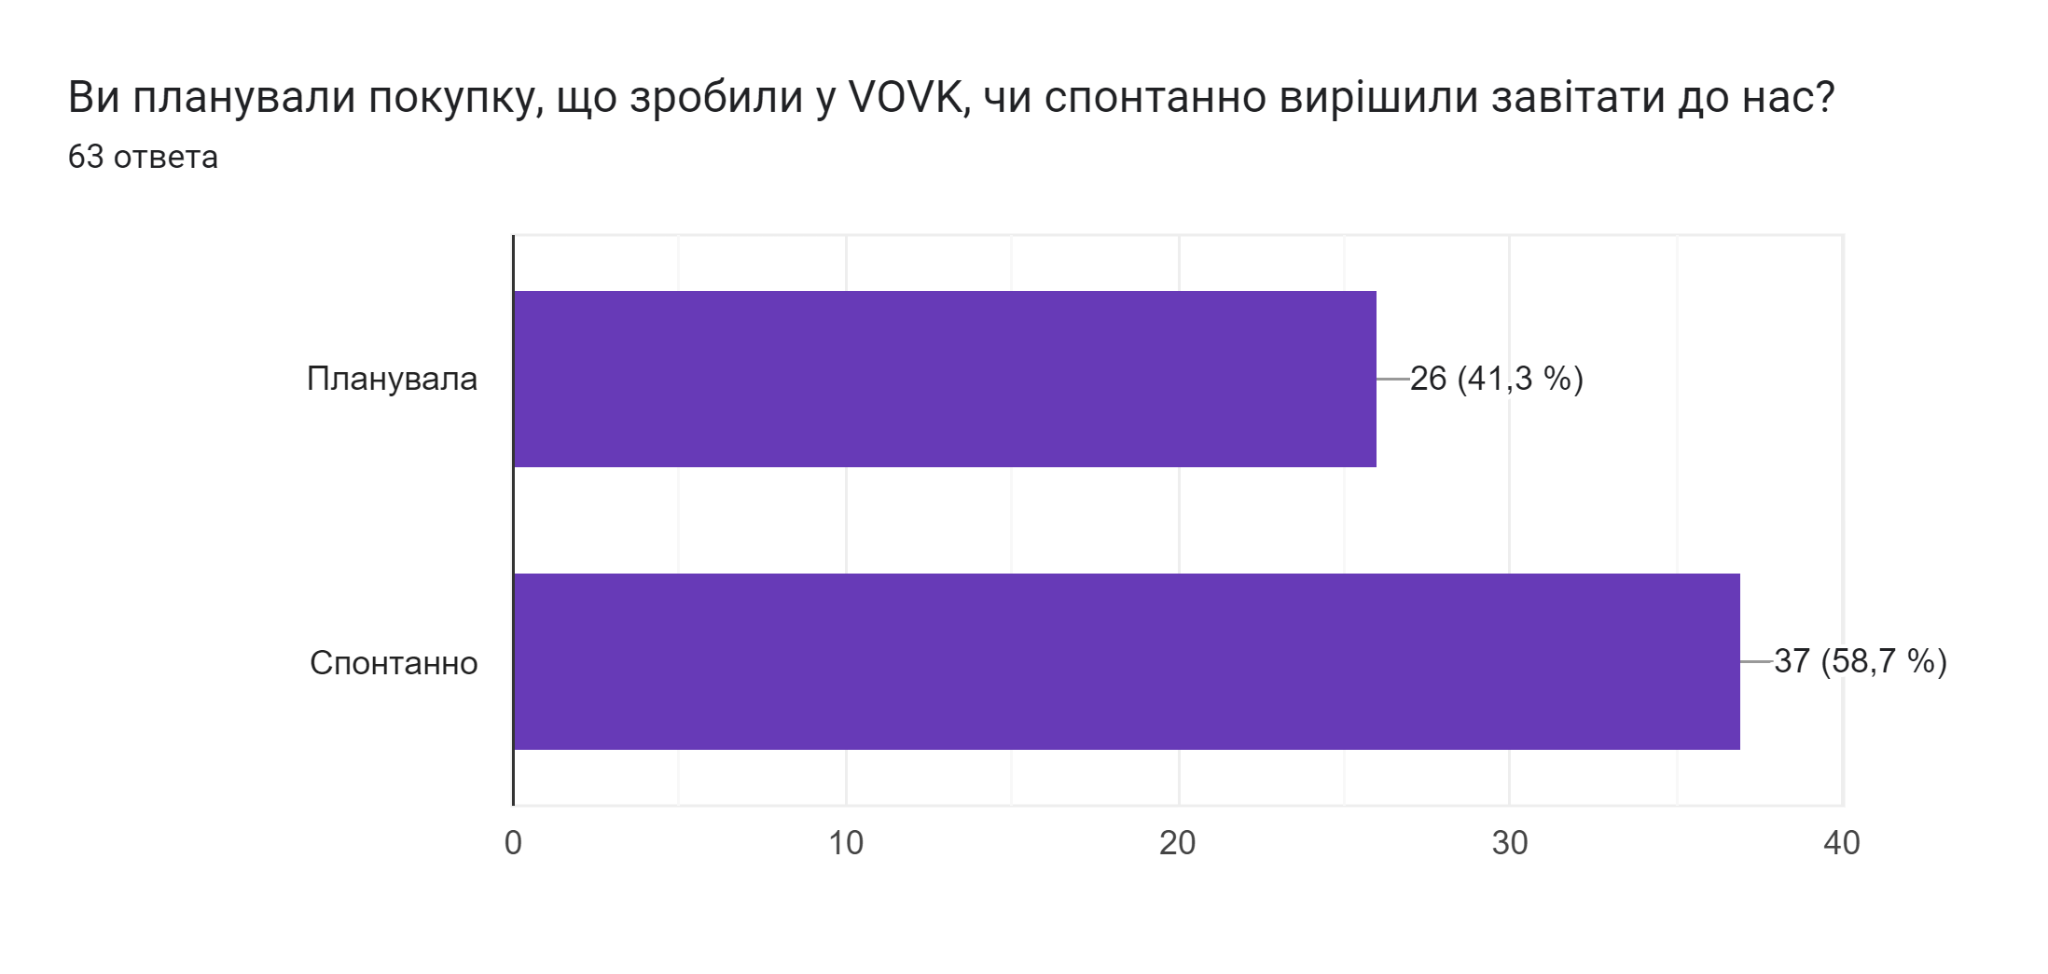 Ви планували покупку, що зробили у VOVK, чи спонтанно вирішили завітати до нас?
63 ответа
Планувала
26 (41,3 %)
Спонтанно
37 (58,7 %)
0 10 20 30 40